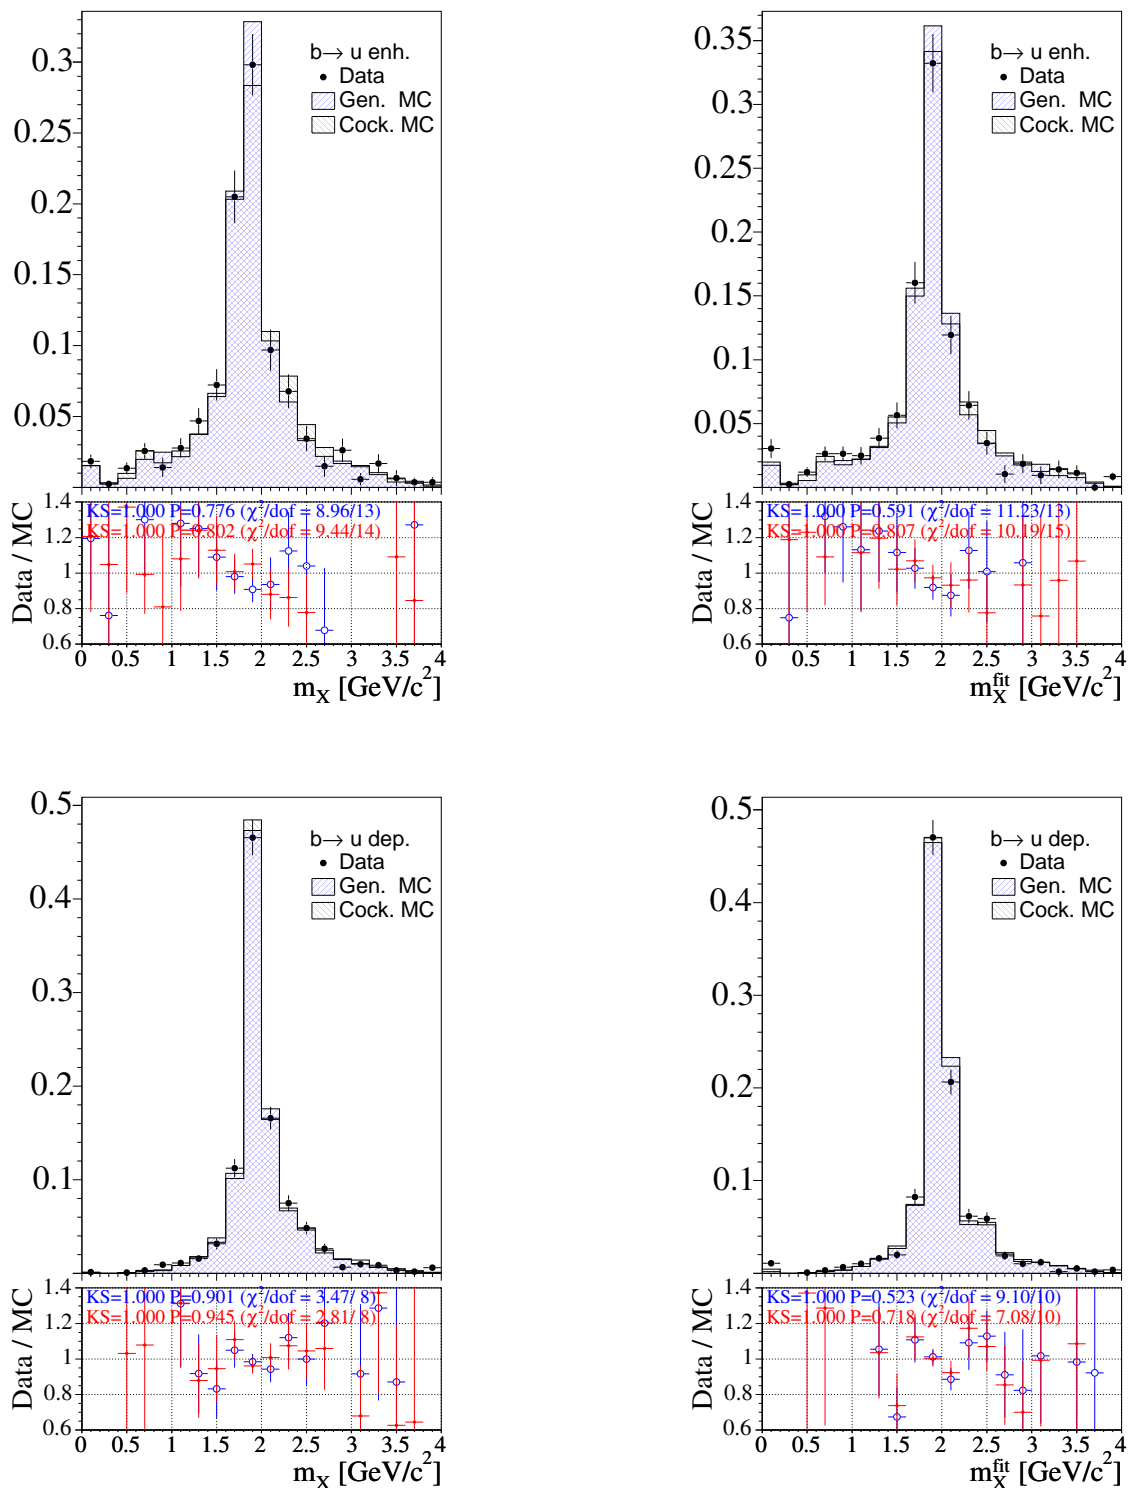 b→ u enh.
Data
Gen. MC
Cock. MC
0.3
0.25
0.2
0.15
0.1
0.05
Data / MC
1.4
1.2
1
0.8
0.6
KS=1.000 P=0.776 (χ²/dof = 8.96/13)
KS=1.000 P=0.802 (χ²/dof = 9.44/14)
0 0.5 1 1.5 2 2.5 3 3.5 4
m_X [GeV/c²]
b→ u enh.
Data
Gen. MC
Cock. MC
0.35
0.3
0.25
0.2
0.15
0.1
0.05
Data / MC
1.4
1.2
1
0.8
0.6
KS=1.000 P=0.591 (χ²/dof = 11.23/13)
KS=1.000 P=0.807 (χ²/dof = 10.19/15)
0 0.5 1 1.5 2 2.5 3 3.5 4
m_X^fit [GeV/c²]
b→ u dep.
Data
Gen. MC
Cock. MC
0.5
0.4
0.3
0.2
0.1
Data / MC
1.4
1.2
1
0.8
0.6
KS=1.000 P=0.901 (χ²/dof = 3.47/ 8)
KS=1.000 P=0.945 (χ²/dof = 2.81/ 8)
0 0.5 1 1.5 2 2.5 3 3.5 4
m_X [GeV/c²]
b→ u dep.
Data
Gen. MC
Cock. MC
0.5
0.4
0.3
0.2
0.1
Data / MC
1.4
1.2
1
0.8
0.6
KS=1.000 P=0.523 (χ²/dof = 9.10/10)
KS=1.000 P=0.718 (χ²/dof = 7.08/10)
0 0.5 1 1.5 2 2.5 3 3.5 4
m_X^fit [GeV/c²]